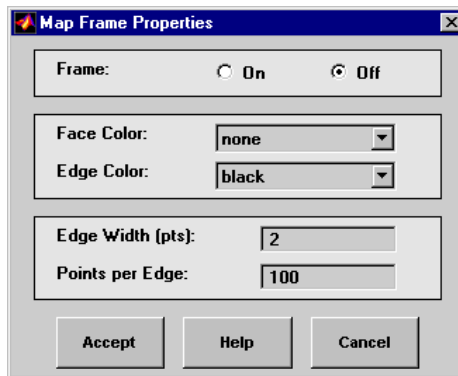 Map Frame Properties
Frame: On Off
Face Color: none
Edge Color: black
Edge Width (pts): 2
Points per Edge: 100
Accept Help Cancel